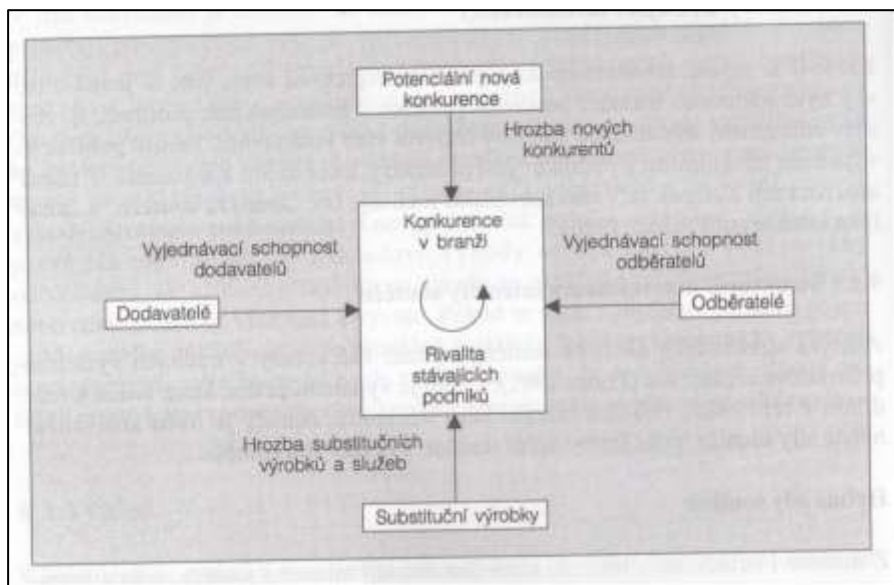 Potenciální nová
konkurence
Hrozba nových
konkurentů
Konkurence
v branži
Vyjednávací schopnost
dodavatelů
Vyjednávací schopnost
odběratelů
Dodavatelé
Odběratelé
Rivalita
stávajících
podniků
Hrozba substitučních
výrobků a služeb
Substituční výrobky